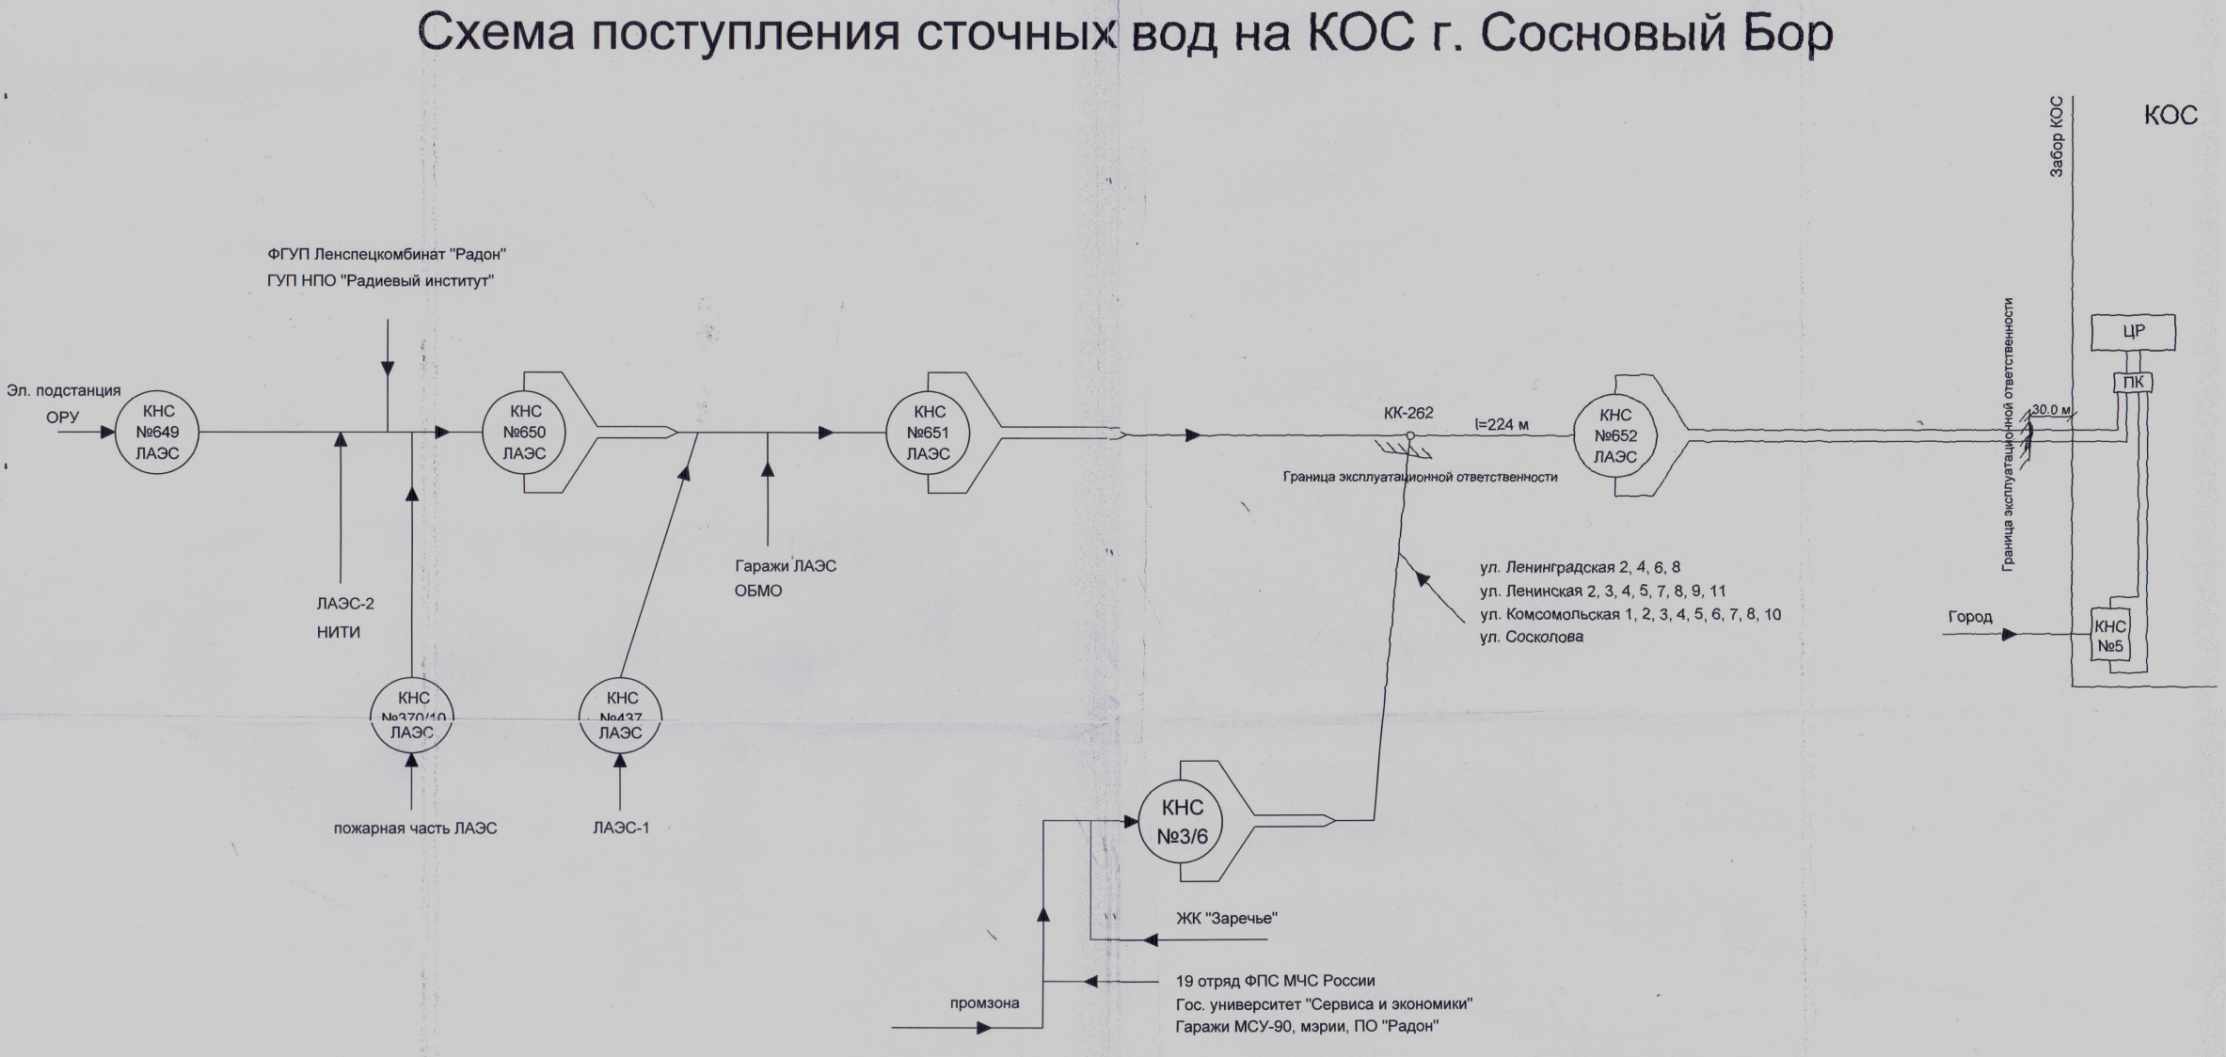 Схема поступления сточных вод на КОС г. Сосновый Бор
Забор КОС
КОС
ФГУП Ленспецкомбинат "Радон"
ГУП НПО "Радиевый институт"
Эл. подстанция
ОРУ
КНС
№649
ЛАЭС
КНС
№650
ЛАЭС
КНС
№651
ЛАЭС
КК-262
l=224 м
Граница эксплуатационной ответственности
КНС
№652
ЛАЭС
Граница эксплуатационной ответственности
30.0 м
ЦР
ПК
ЛАЭС-2
НИТИ
Гаражи ЛАЭС
ОБМО
ул. Ленинградская 2, 4, 6, 8
ул. Ленинская 2, 3, 4, 5, 7, 8, 9, 11
ул. Комсомольская 1, 2, 3, 4, 5, 6, 7, 8, 10
ул. Сосколова
Город
КНС
№5
КНС
№370/10
ЛАЭС
КНС
№437
ЛАЭС
пожарная часть ЛАЭС
ЛАЭС-1
КНС
№3/6
ЖК "Заречье"
19 отряд ФПС МЧС России
Гос. университет "Сервиса и экономики"
Гаражи МСУ-90, мэрии, ПО "Радон"
промзона